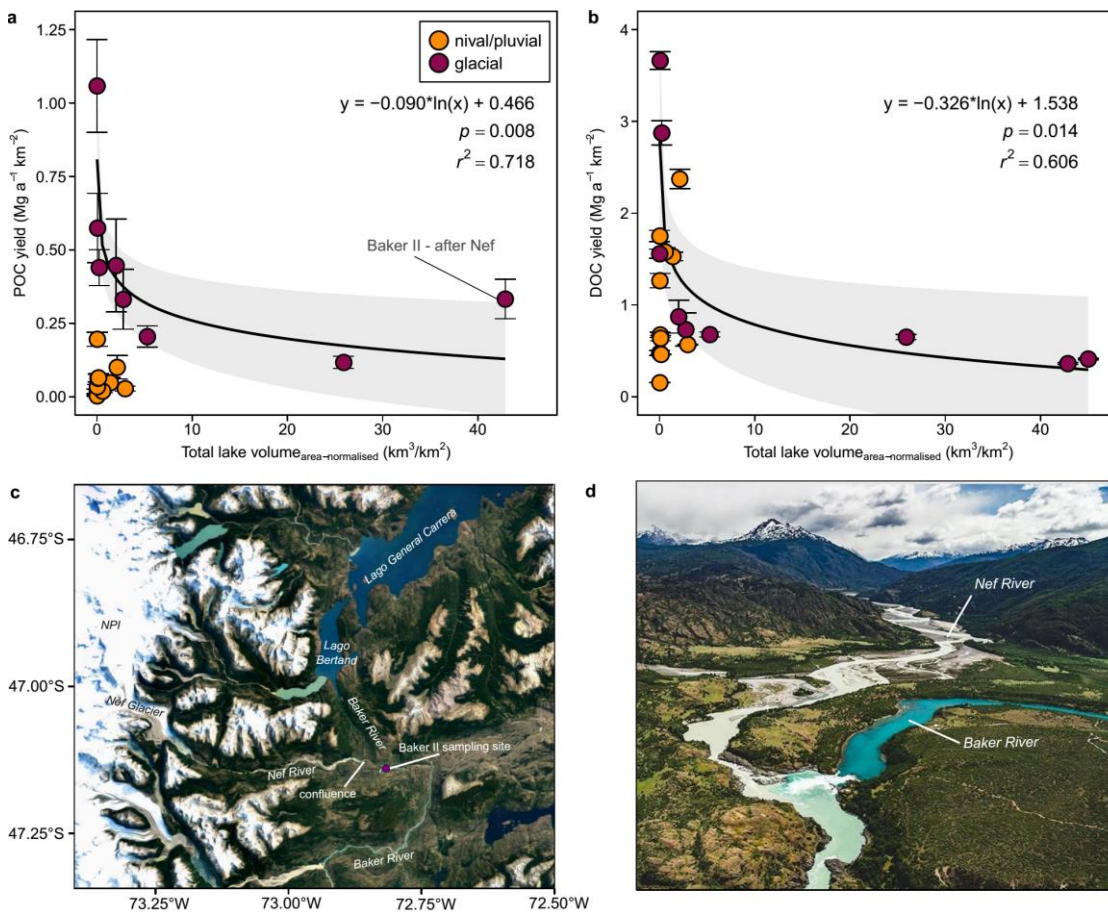 a
1.25
1.00
0.75
0.50
0.25
0.00
POC yield (Mg a⁻¹ km⁻²)
nival/pluvial
glacial
y = −0.090*ln(x) + 0.466
p = 0.008
r² = 0.718
Baker II - after Nef
0
10
20
30
40
Total lake volume area−normalised (km³/km²)
b
4
3
2
1
0
DOC yield (Mg a⁻¹ km⁻²)
y = −0.326*ln(x) + 1.538
p = 0.014
r² = 0.606
0
10
20
30
40
Total lake volume area−normalised (km³/km²)
c
46.75°S
47.00°S
47.25°S
Lago General Carrera
NPI
Lago
Bertand
Nef Glacier
Baker River
Baker II sampling site
Nef River
confluence
Baker River
73.25°W
73.00°W
72.75°W
72.50°W
d
Nef River
Baker River